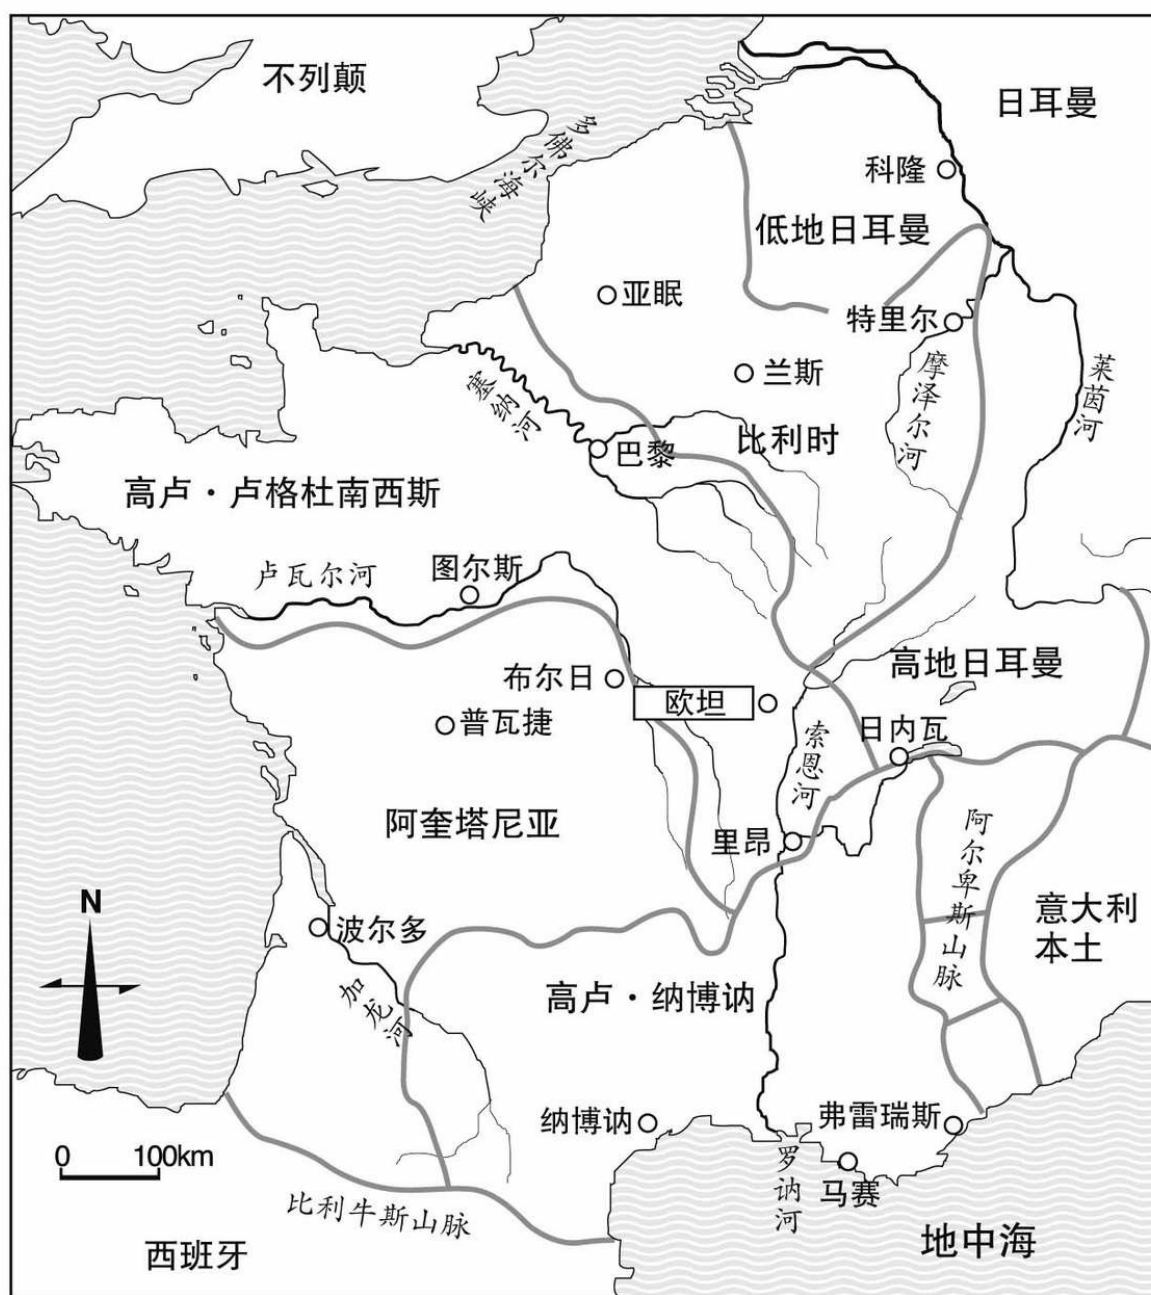 不列颠
日耳曼
多佛尔海峡
科隆
低地日耳曼
亚眠
特里尔
兰斯
摩泽尔河
莱茵河
塞纳河
巴黎
比利时
高卢·卢格杜南西斯
卢瓦尔河
图尔斯
高地日耳曼
布尔日
欧坦
普瓦捷
索恩河
日内瓦
阿奎塔尼亚
里昂
阿尔卑斯山脉
N
波尔多
意大利
本土
加龙河
高卢·纳博讷
纳博讷
弗雷瑞斯
0 100km
罗讷河
马赛
比利牛斯山脉
西班牙
地中海